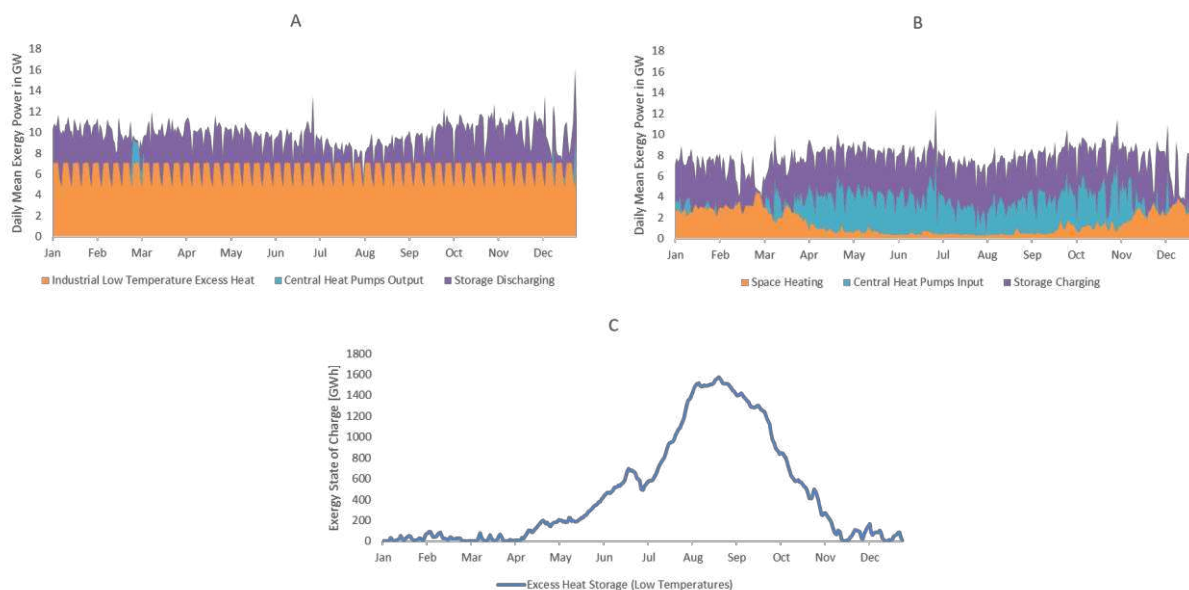 A
Daily Mean Exergy Power in GW
18
16
14
12
10
8
6
4
2
0
Jan Feb Mar Apr May Jun Jul Aug Sep Oct Nov Dec
Industrial Low Temperature Excess Heat Central Heat Pumps Output Storage Discharging
B
Daily Mean Exergy Power in GW
18
16
14
12
10
8
6
4
2
0
Jan Feb Mar Apr May Jun Jul Aug Sep Oct Nov Dec
Space Heating Central Heat Pumps Input Storage Charging
C
Exergy State of Charge [GWh]
1800
1600
1400
1200
1000
800
600
400
200
0
Jan Feb Mar Apr May Jun Jul Aug Sep Oct Nov Dec
Excess Heat Storage (Low Temperatures)